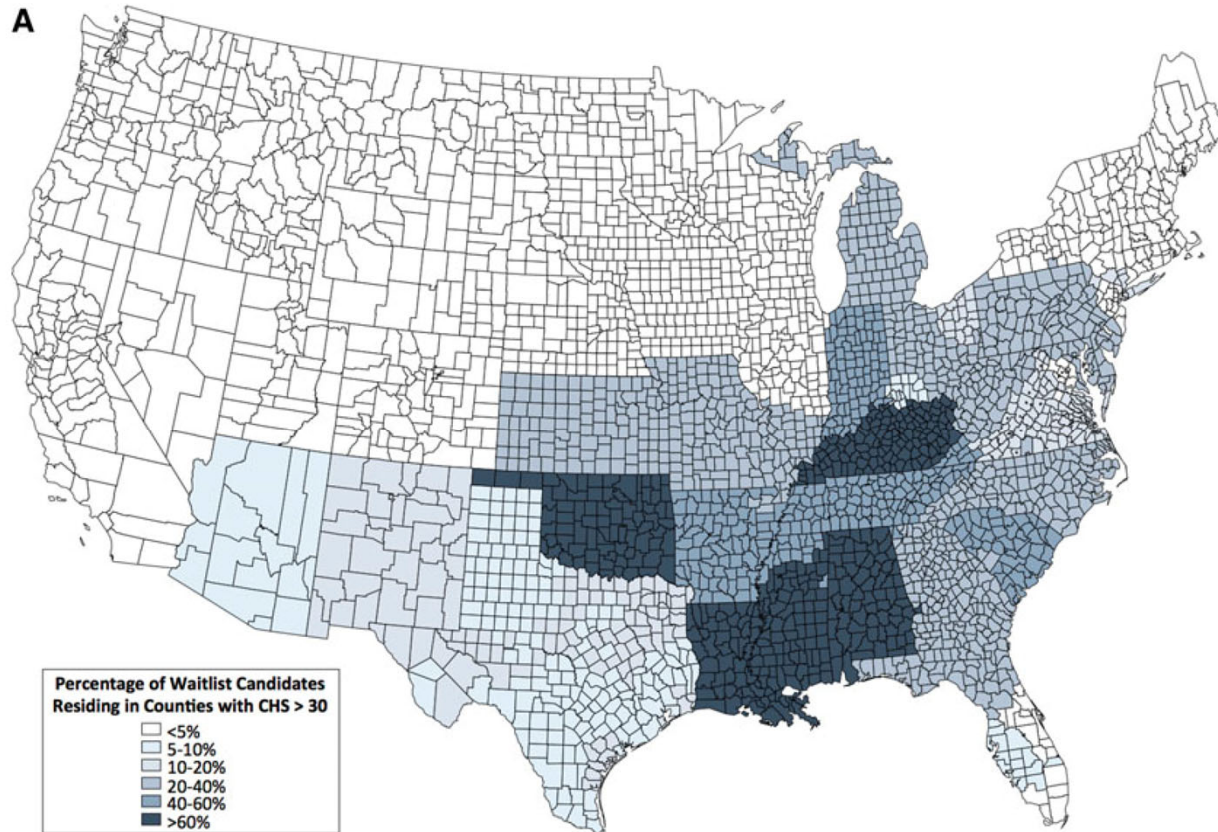 A
Percentage of Waitlist Candidates
Residing in Counties with CHS > 30
<5%
5-10%
10-20%
20-40%
40-60%
>60%